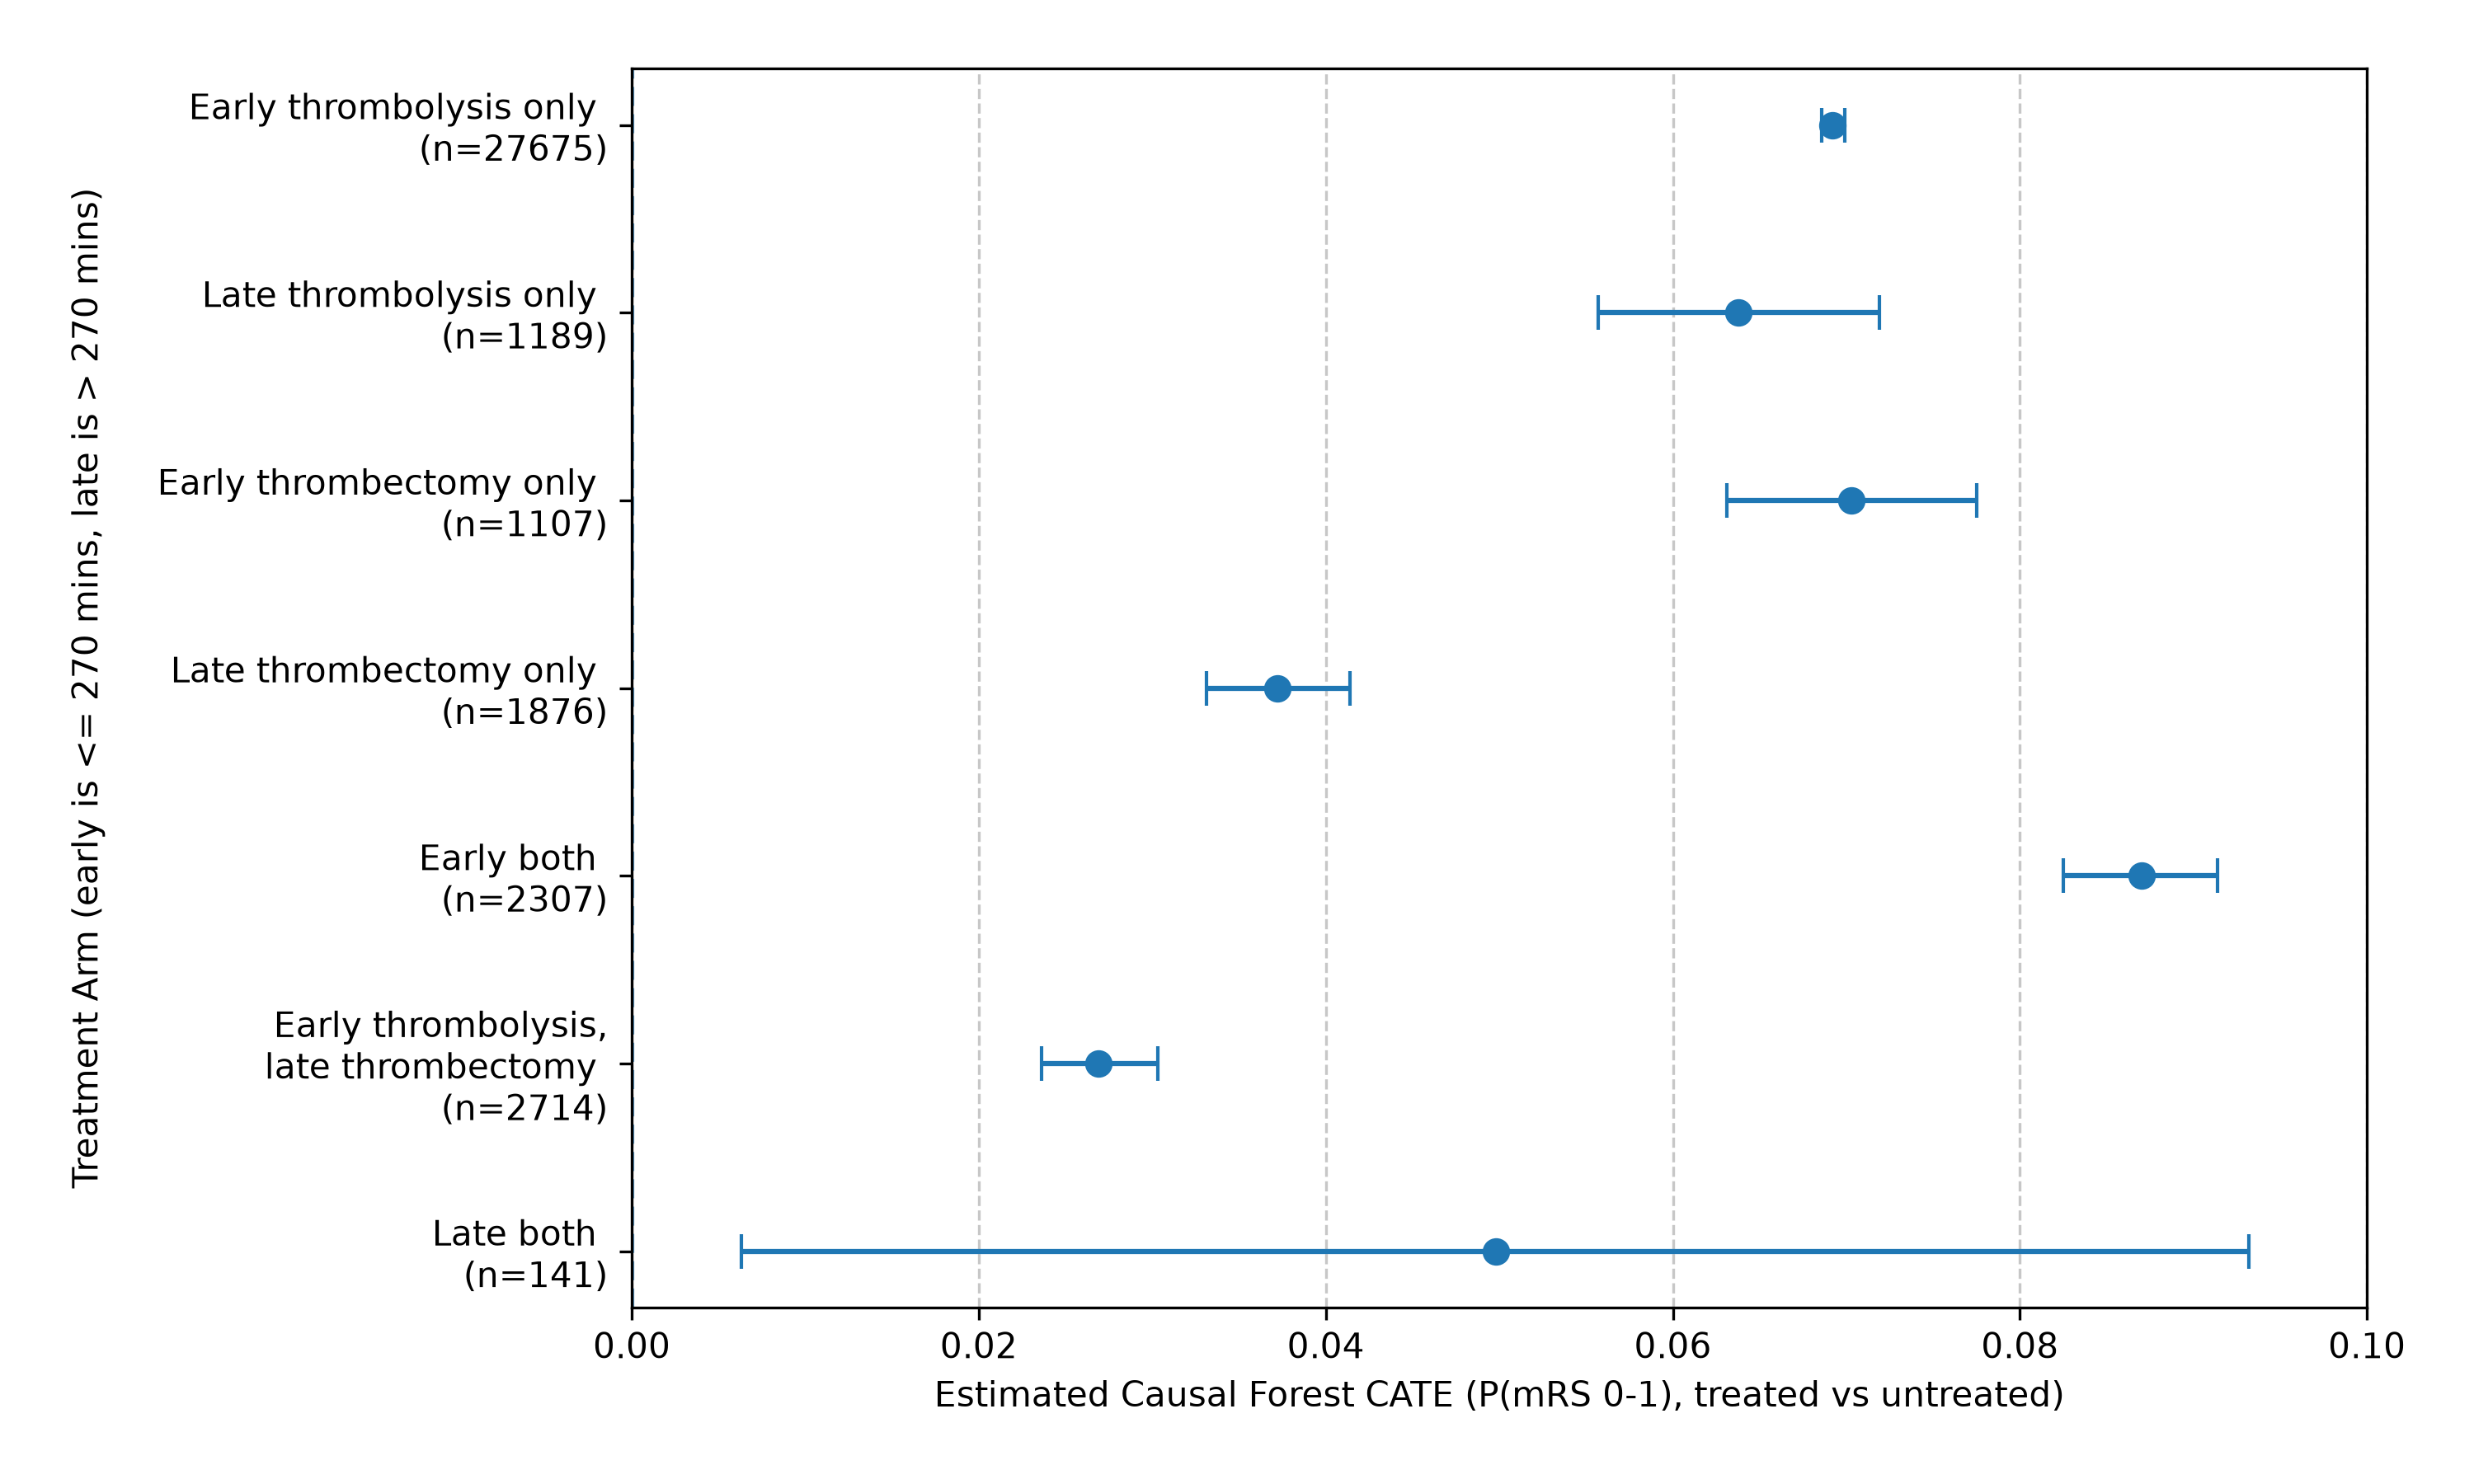 Treatment Arm (early is <= 270 mins, late is > 270 mins)
Early thrombolysis only
(n=27675)
Late thrombolysis only
(n=1189)
Early thrombectomy only
(n=1107)
Late thrombectomy only
(n=1876)
Early both
(n=2307)
Early thrombolysis,
late thrombectomy
(n=2714)
Late both
(n=141)
0.00 0.02 0.04 0.06 0.08 0.10
Estimated Causal Forest CATE (P(mRS 0-1), treated vs untreated)